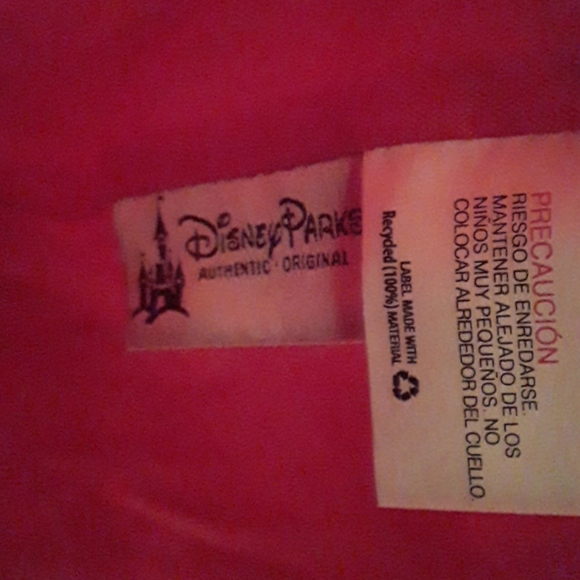 DISNEY PARKS
AUTHENTIC · ORIGINAL
PRECAUCIÓN
RIESGO DE ENREDARSE.
MANTENER ALEJADO DE LOS
NIÑOS MUY PEQUEÑOS. NO
COLOCAR ALREDEDOR DEL CUELLO.
LABEL MADE WITH
Recycled (100%) MATERIAL